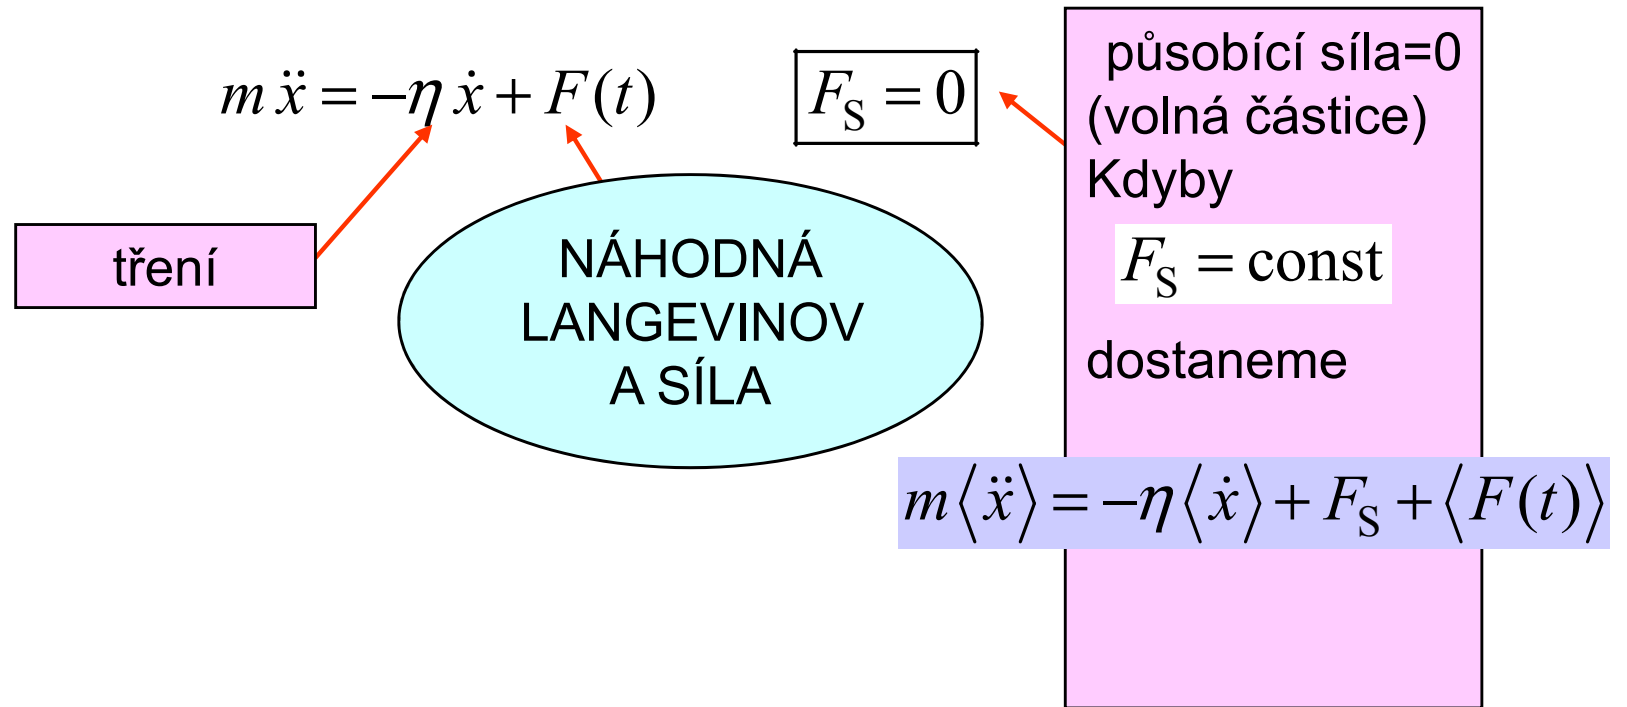 m ẍ = −η ẋ + F(t)
F_S = 0
tření
NÁHODNÁ
LANGEVINOV
A SÍLA
působící síla=0
(volná částice)
Kdyby
F_S = const
dostaneme
m⟨ẍ⟩ = −η⟨ẋ⟩ + F_S + ⟨F(t)⟩